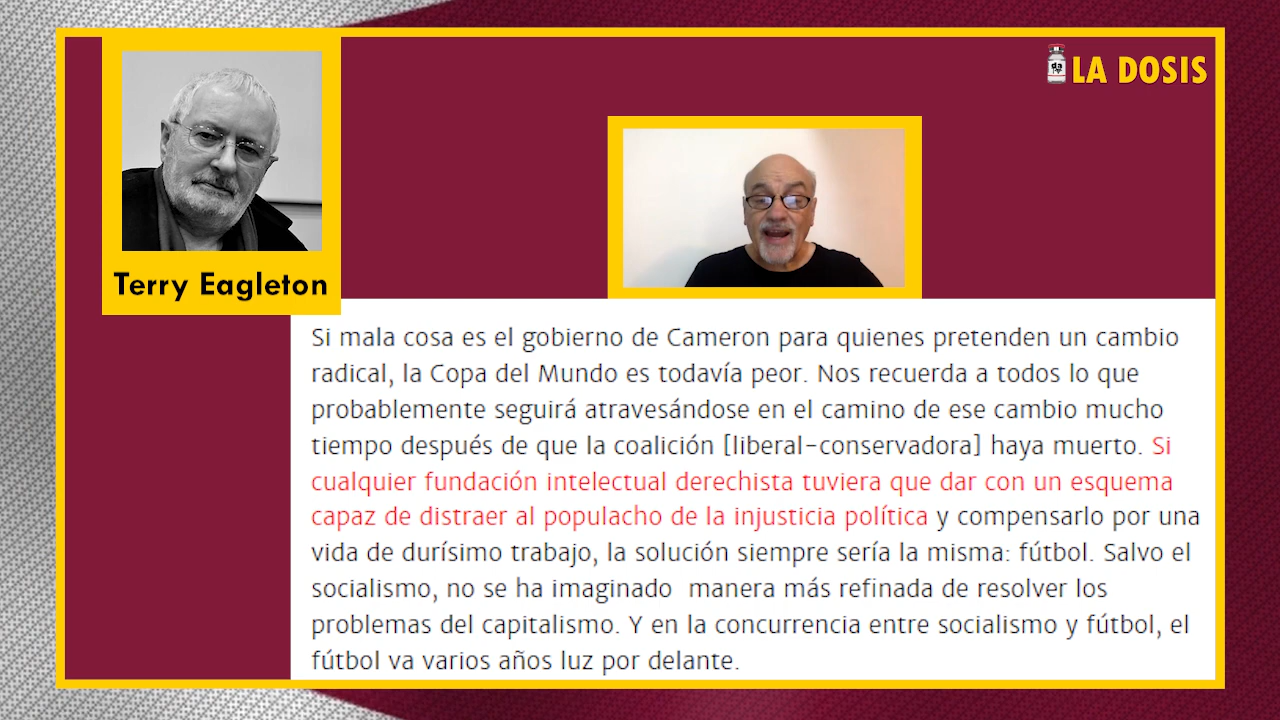 LA DOSIS
Terry Eagleton
Si mala cosa es el gobierno de Cameron para quienes pretenden un cambio
radical, la Copa del Mundo es todavía peor. Nos recuerda a todos lo que
probablemente seguirá atravesándose en el camino de ese cambio mucho
tiempo después de que la coalición [liberal-conservadora] haya muerto. Si
cualquier fundación intelectual derechista tuviera que dar con un esquema
capaz de distraer al populacho de la injusticia política y compensarlo por una
vida de durísimo trabajo, la solución siempre sería la misma: fútbol. Salvo el
socialismo, no se ha imaginado  manera más refinada de resolver los
problemas del capitalismo. Y en la concurrencia entre socialismo y fútbol, el
fútbol va varios años luz por delante.